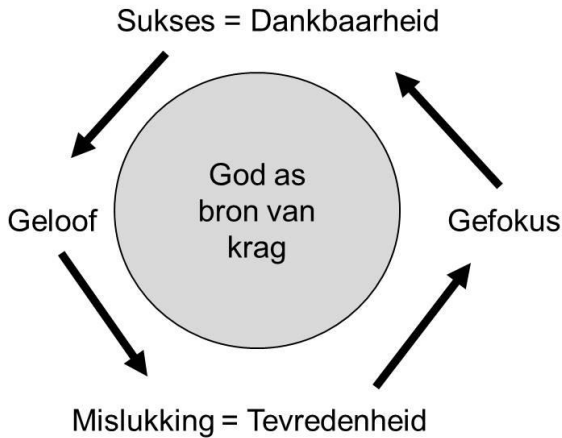 Sukses = Dankbaarheid
God as
bron van
krag
Geloof
Gefokus
Mislukking = Tevredenheid